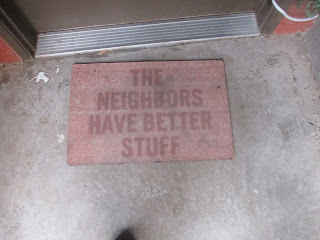 THE
NEIGHBORS
HAVE BETTER
STUFF